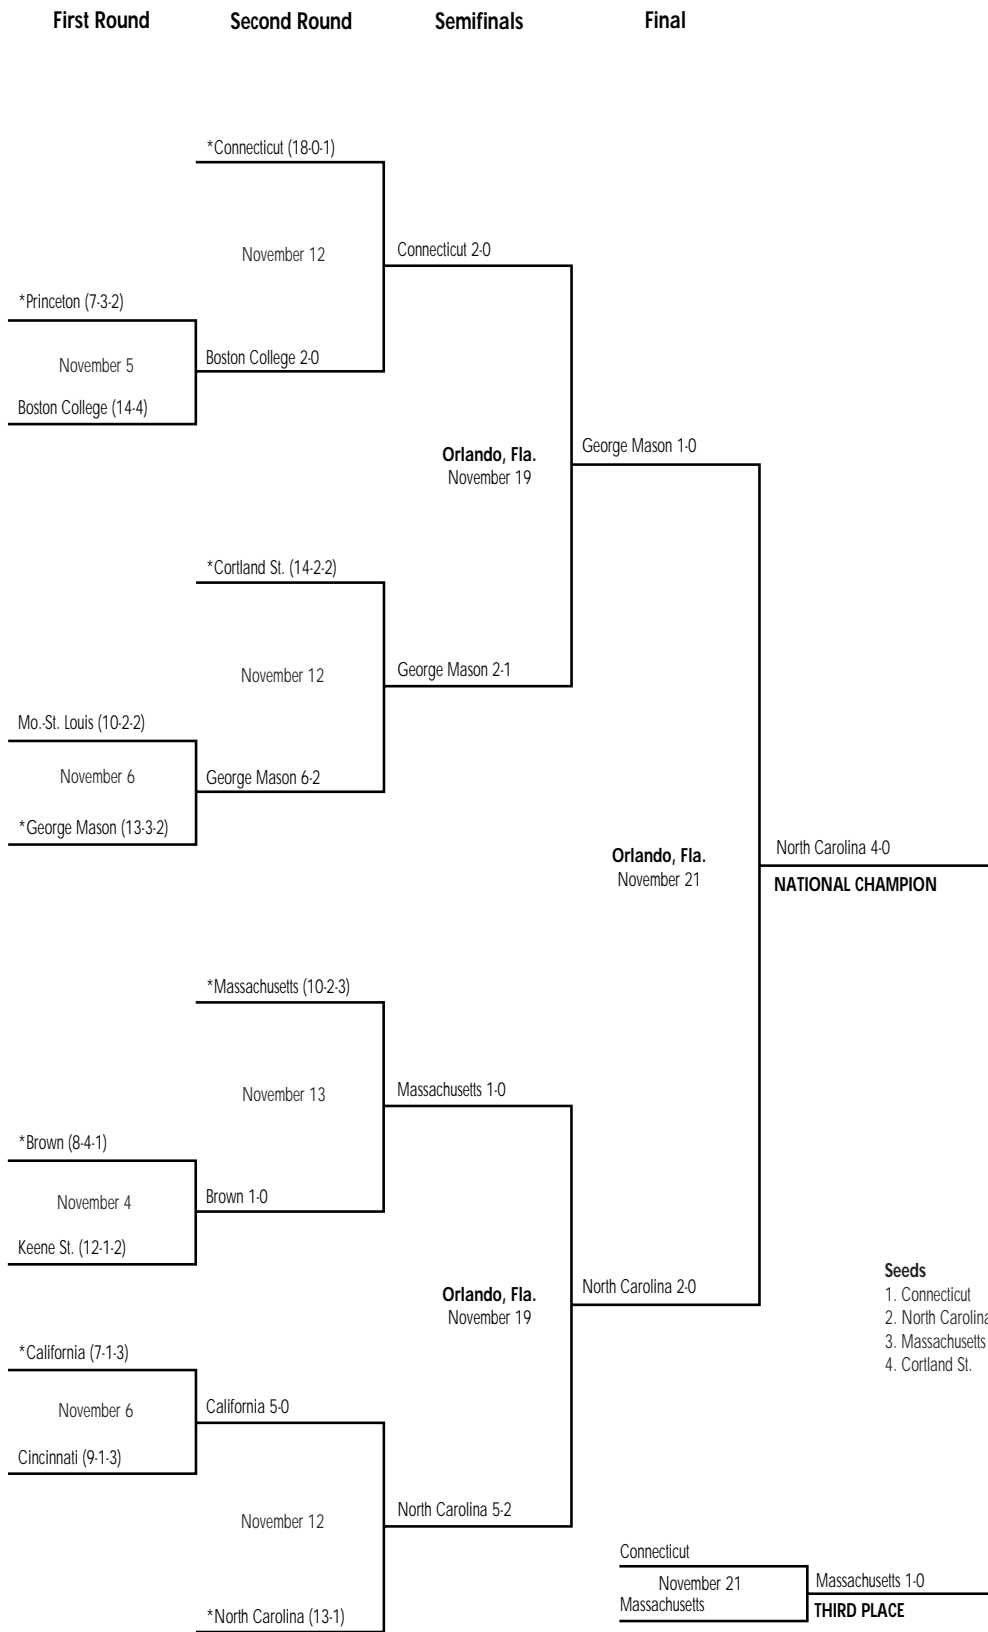 First Round
Second Round
Semifinals
Final
*Connecticut (18-0-1)
November 12
Connecticut 2-0
*Princeton (7-3-2)
November 5
Boston College 2-0
Boston College (14-4)
Orlando, Fla.
November 19
George Mason 1-0
*Cortland St. (14-2-2)
November 12
George Mason 2-1
Mo.-St. Louis (10-2-2)
November 6
George Mason 6-2
*George Mason (13-3-2)
Orlando, Fla.
November 21
North Carolina 4-0
NATIONAL CHAMPION
*Massachusetts (10-2-3)
November 13
Massachusetts 1-0
*Brown (8-4-1)
November 4
Brown 1-0
Keene St. (12-1-2)
Orlando, Fla.
November 19
North Carolina 2-0
Seeds
1. Connecticut
2. North Carolina
3. Massachusetts
4. Cortland St.
*California (7-1-3)
November 6
California 5-0
Cincinnati (9-1-3)
November 12
North Carolina 5-2
*North Carolina (13-1)
Connecticut
November 21
Massachusetts
Massachusetts 1-0
THIRD PLACE